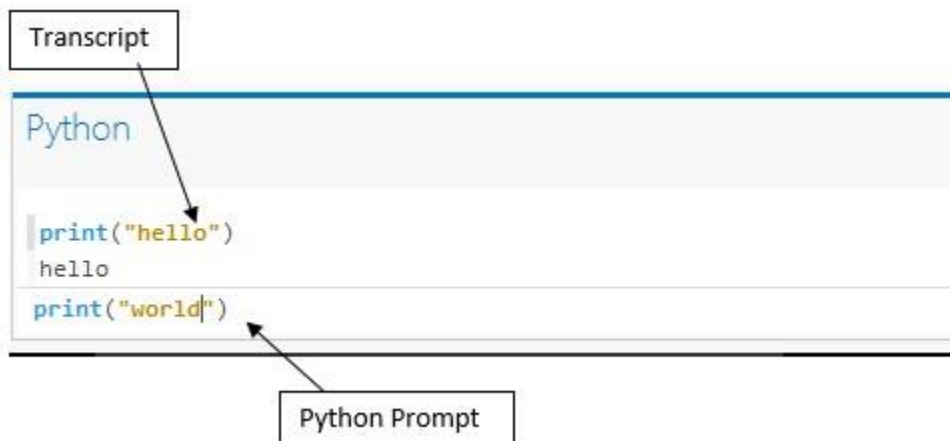 Transcript
Python
print("hello")
hello
print("world")
Python Prompt